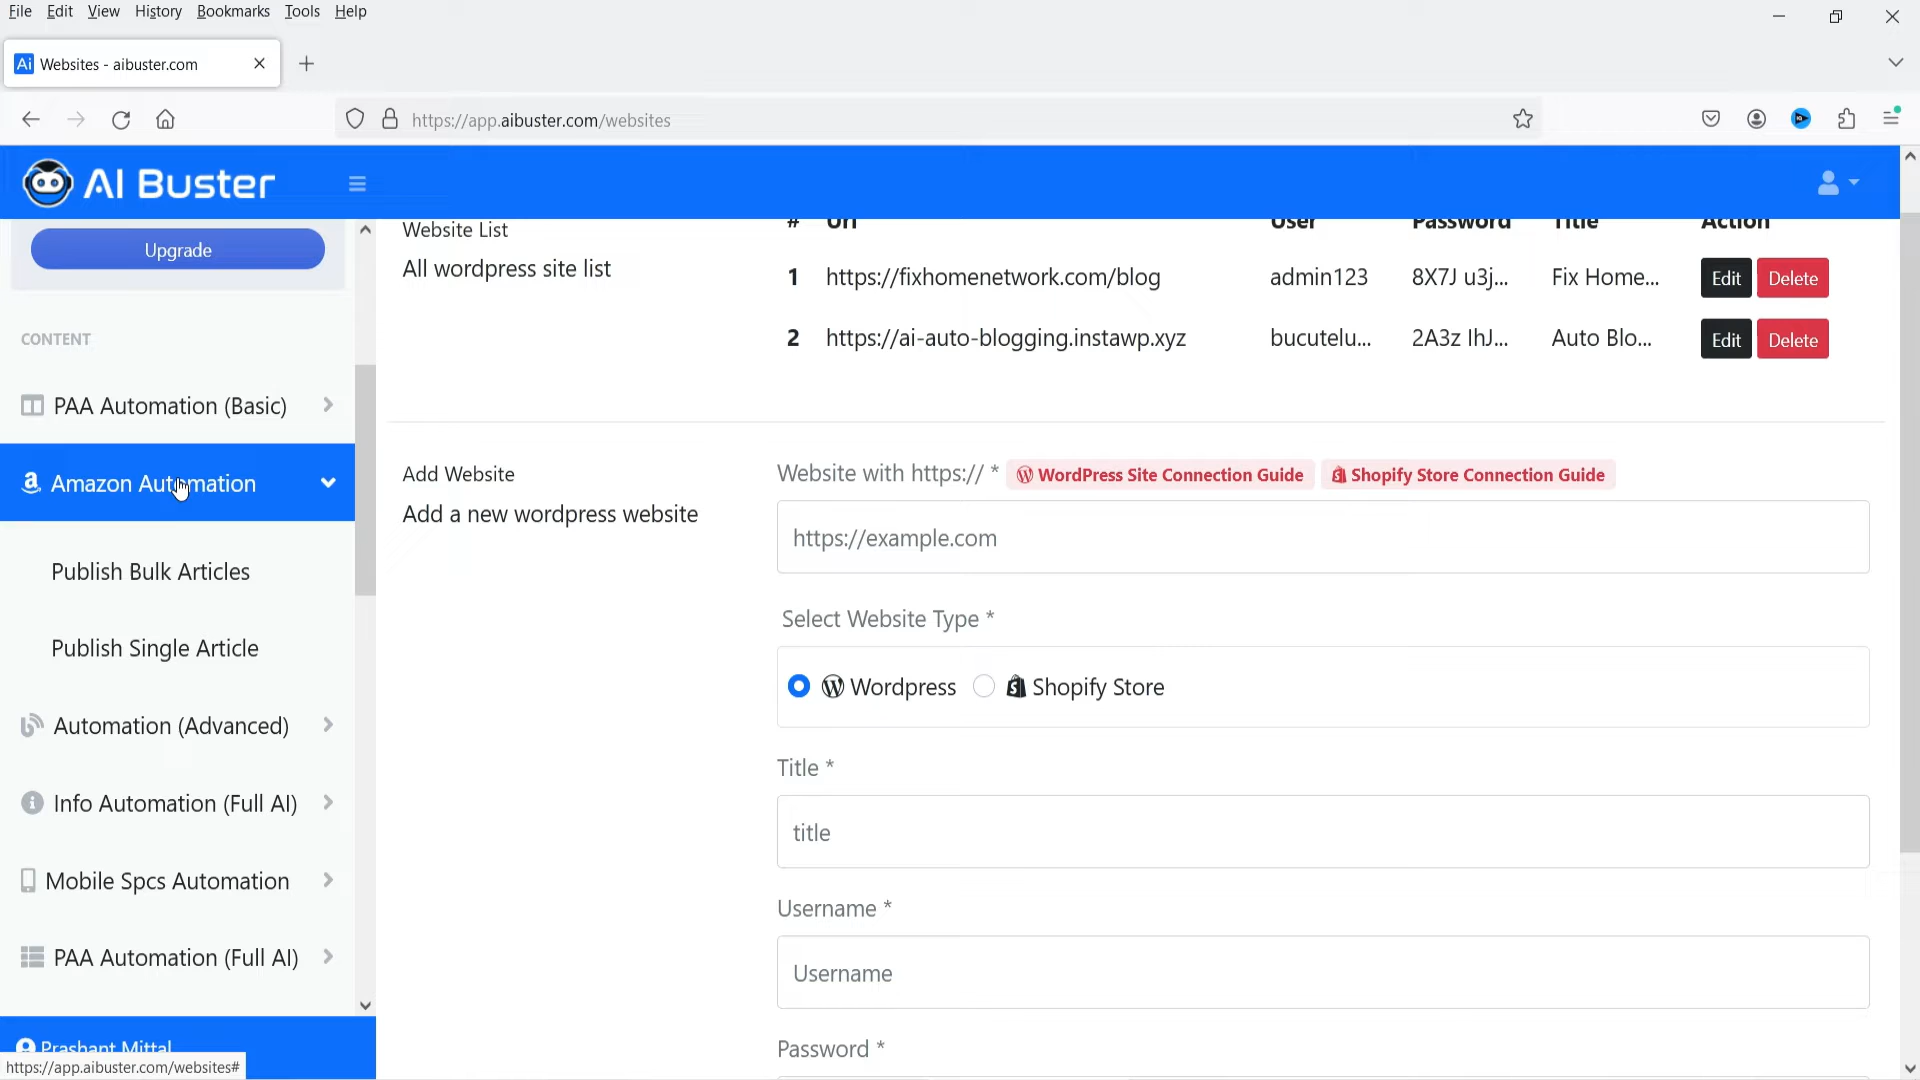 File Edit View History Bookmarks Tools Help
Ai Websites - aibuster.com
https://app.aibuster.com/websites
AI Buster
Upgrade
CONTENT
PAA Automation (Basic)
Amazon Automation
Publish Bulk Articles
Publish Single Article
Automation (Advanced)
Info Automation (Full AI)
Mobile Spcs Automation
PAA Automation (Full AI)
Prashant Mittal
https://app.aibuster.com/websites#
Website List
All wordpress site list
# Url User Password Title Action
1 https://fixhomenetwork.com/blog admin123 8X7J u3j... Fix Home... Edit Delete
2 https://ai-auto-blogging.instawp.xyz bucutelu... 2A3z IhJ... Auto Blo... Edit Delete
Add Website
Add a new wordpress website
Website with https:// * WordPress Site Connection Guide Shopify Store Connection Guide
https://example.com
Select Website Type *
Wordpress Shopify Store
Title *
title
Username *
Username
Password *